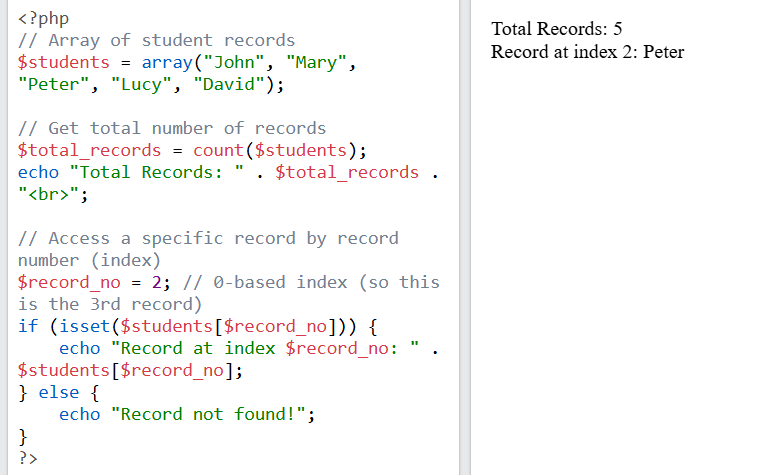 <?php
// Array of student records
$students = array("John", "Mary",
"Peter", "Lucy", "David");
// Get total number of records
$total_records = count($students);
echo "Total Records: " . $total_records .
"<br>";
// Access a specific record by record
number (index)
$record_no = 2; // 0-based index (so this
is the 3rd record)
if (isset($students[$record_no])) {
    echo "Record at index $record_no: " .
$students[$record_no];
} else {
    echo "Record not found!";
}
?>
Total Records: 5
Record at index 2: Peter